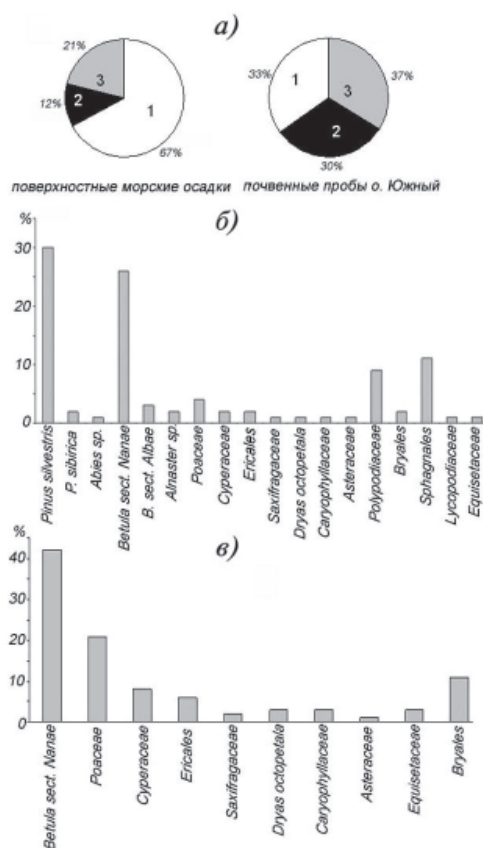 а)
21%
3
2
12%
1
67%
33%
1
3
37%
2
30%
поверхностные морские осадки
почвенные пробы о. Южный
б)
%
30
20
10
0
Pinus silvestris
P. sibirica
Abies sp.
Betula sect. Nanae
B. sect. Albae
Alnaster sp.
Poaceae
Cyperaceae
Ericales
Saxifragaceae
Dryas octopetala
Caryophyllaceae
Asteraceae
Polypodiaceae
Bryales
Sphagnales
Lycopodiaceae
Equisetaceae
в)
%
40
30
20
10
0
Betula sect. Nanae
Poaceae
Cyperaceae
Ericales
Saxifragaceae
Dryas octopetala
Caryophyllaceae
Asteraceae
Equisetaceae
Bryales